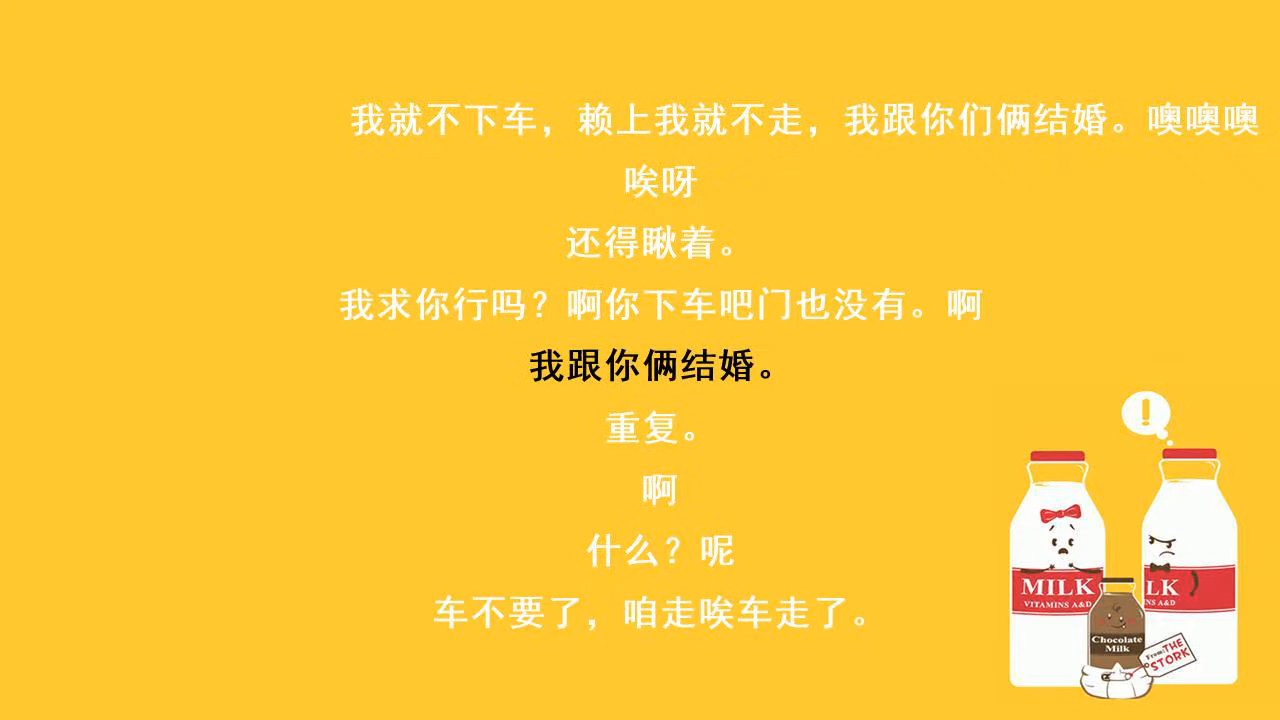 我就不下车，赖上我就不走，我跟你们俩结婚。噢噢噢
唉呀
还得瞅着。
我求你行吗？啊你下车吧门也没有。啊
我跟你俩结婚。
重复。
啊
什么？呢
车不要了，咱走唉车走了。
!
MILK
VITAMINS A&D
LK
NS A&D
Chocolate
Milk
From: THE
STORK